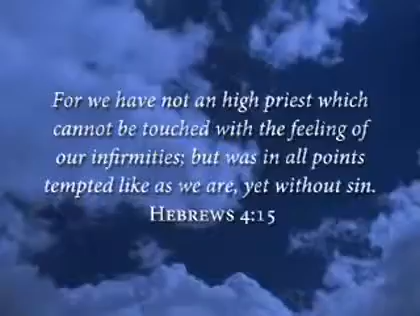 For we have not an high priest which
cannot be touched with the feeling of
our infirmities; but was in all points
tempted like as we are, yet without sin.
HEBREWS 4:15